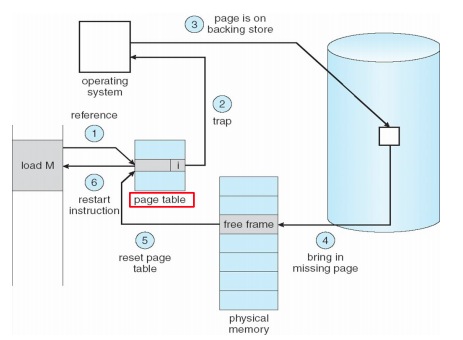 3
page is on
backing store
operating
system
2
trap
reference
1
load M
i
6
restart
instruction
page table
free frame
5
reset page
table
4
bring in
missing page
physical
memory